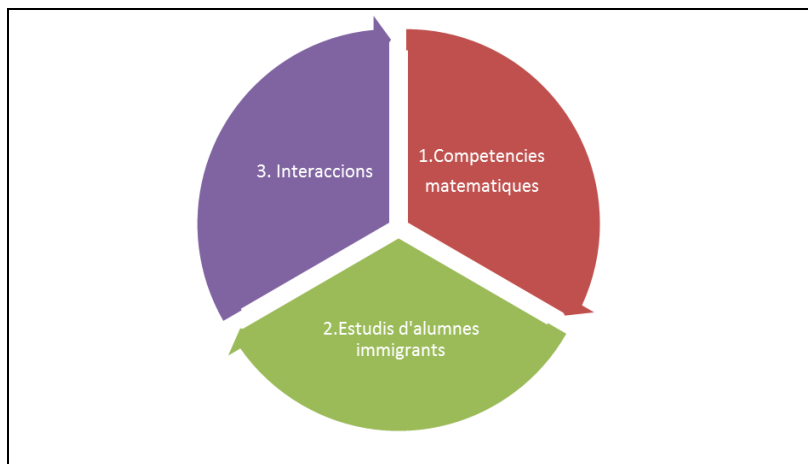 1.Competencies
matematiques
2.Estudis d'alumnes
immigrants
3. Interaccions